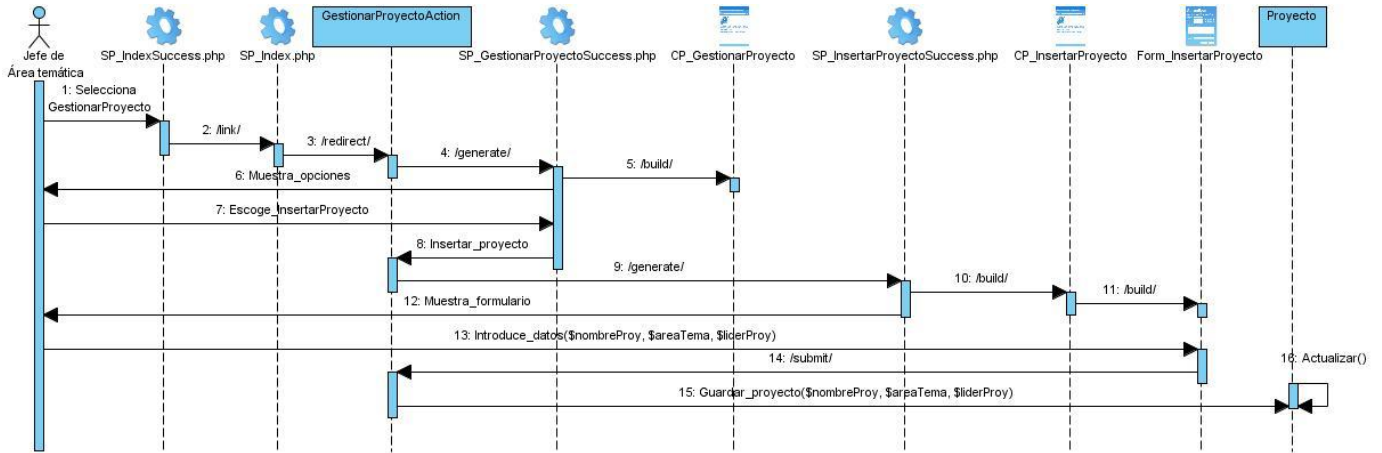 GestionarProyectoAction
Proyecto
Jefe de
Área temática
SP_IndexSuccess.php
SP_Index.php
SP_GestionarProyectoSuccess.php
CP_GestionarProyecto
SP_InsertarProyectoSuccess.php
CP_InsertarProyecto
Form_InsertarProyecto
1: Selecciona
GestionarProyecto
2: /link/
3: /redirect/
4: /generate/
5: /build/
6: Muestra_opciones
7: Escoge_InsertarProyecto
8: Insertar_proyecto
9: /generate/
10: /build/
11: /build/
12: Muestra_formulario
13: Introduce_datos($nombreProy, $areaTema, $liderProy)
14: /submit/
16: Actualizar()
15: Guardar_proyecto($nombreProy, $areaTema, $liderProy)